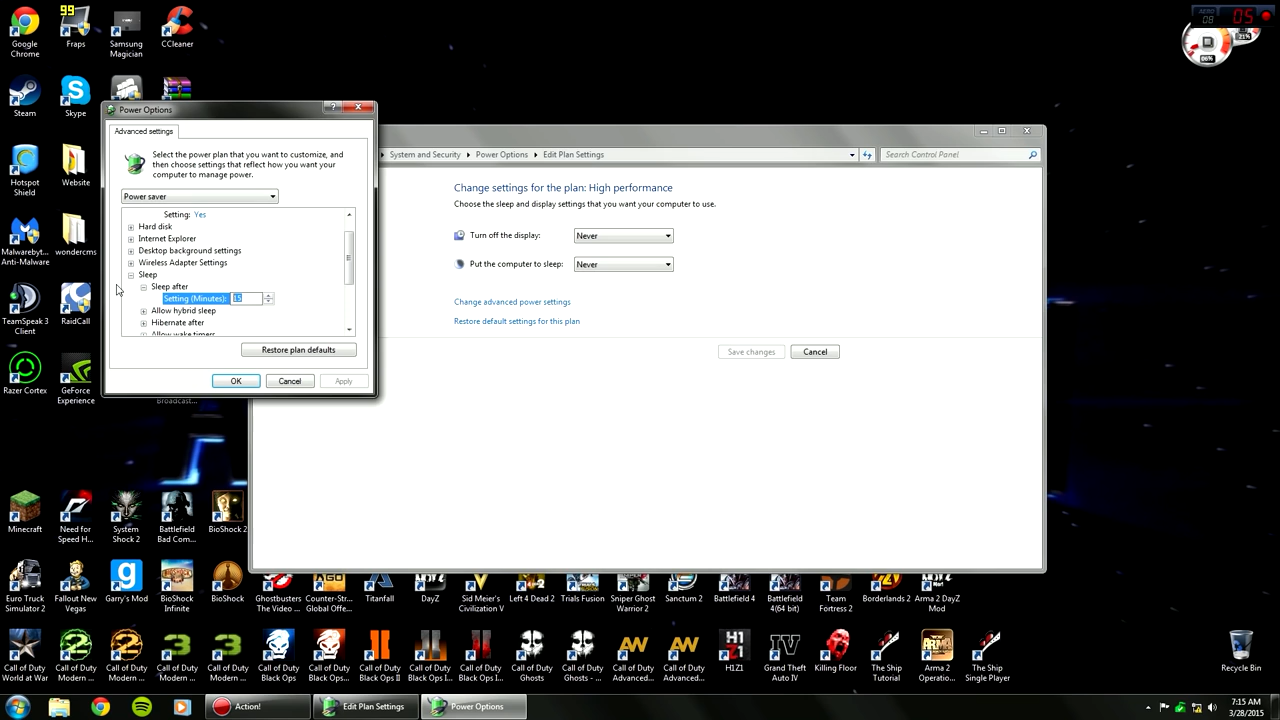 99
Google
Chrome
Fraps
Samsung
Magician
CCleaner
AERO
08
05
21%
06%
Steam
Skype
Hotspot
Shield
Website
Malwarebyt...
Anti-Malware
wondercms
TeamSpeak 3
Client
RaidCall
Razer Cortex
GeForce
Experience
Broadcast...
Power Options
Advanced settings
Select the power plan that you want to customize, and
then choose settings that reflect how you want your
computer to manage power.
Power saver
Setting: Yes
Hard disk
Internet Explorer
Desktop background settings
Wireless Adapter Settings
Sleep
Sleep after
Setting (Minutes): 15
Allow hybrid sleep
Hibernate after
Allow wake timers
Restore plan defaults
OK
Cancel
Apply
System and Security
Power Options
Edit Plan Settings
Search Control Panel
Change settings for the plan: High performance
Choose the sleep and display settings that you want your computer to use.
Turn off the display: Never
Put the computer to sleep: Never
Change advanced power settings
Restore default settings for this plan
Save changes
Cancel
Minecraft
Need for
Speed H...
System
Shock 2
Battlefield
Bad Com...
BioShock 2
Euro Truck
Simulator 2
Fallout New
Vegas
Garry's Mod
BioShock
Infinite
BioShock
Ghostbusters
The Video ...
Counter-Str...
Global Offe...
Titanfall
DayZ
Sid Meier's
Civilization V
Left 4 Dead 2
Trials Fusion
Sniper Ghost
Warrior 2
Sanctum 2
Battlefield 4
Battlefield
4(64 bit)
Team
Fortress 2
Borderlands 2
Arma 2 DayZ
Mod
Call of Duty
World at War
Call of Duty
Modern ...
Call of Duty
Modern ...
Call of Duty
Modern ...
Call of Duty
Modern ...
Call of Duty
Black Ops
Call of Duty
Black Ops...
Call of Duty
Black Ops II
Call of Duty
Black Ops I...
Call of Duty
Black Ops I...
Call of Duty
Ghosts
Call of Duty
Ghosts - ...
Call of Duty
Advanced...
Call of Duty
Advanced...
H1Z1
Grand Theft
Auto IV
Killing Floor
The Ship
Tutorial
Arma 2
Operatio...
The Ship
Single Player
Recycle Bin
Action!
Edit Plan Settings
Power Options
7:15 AM
3/28/2015